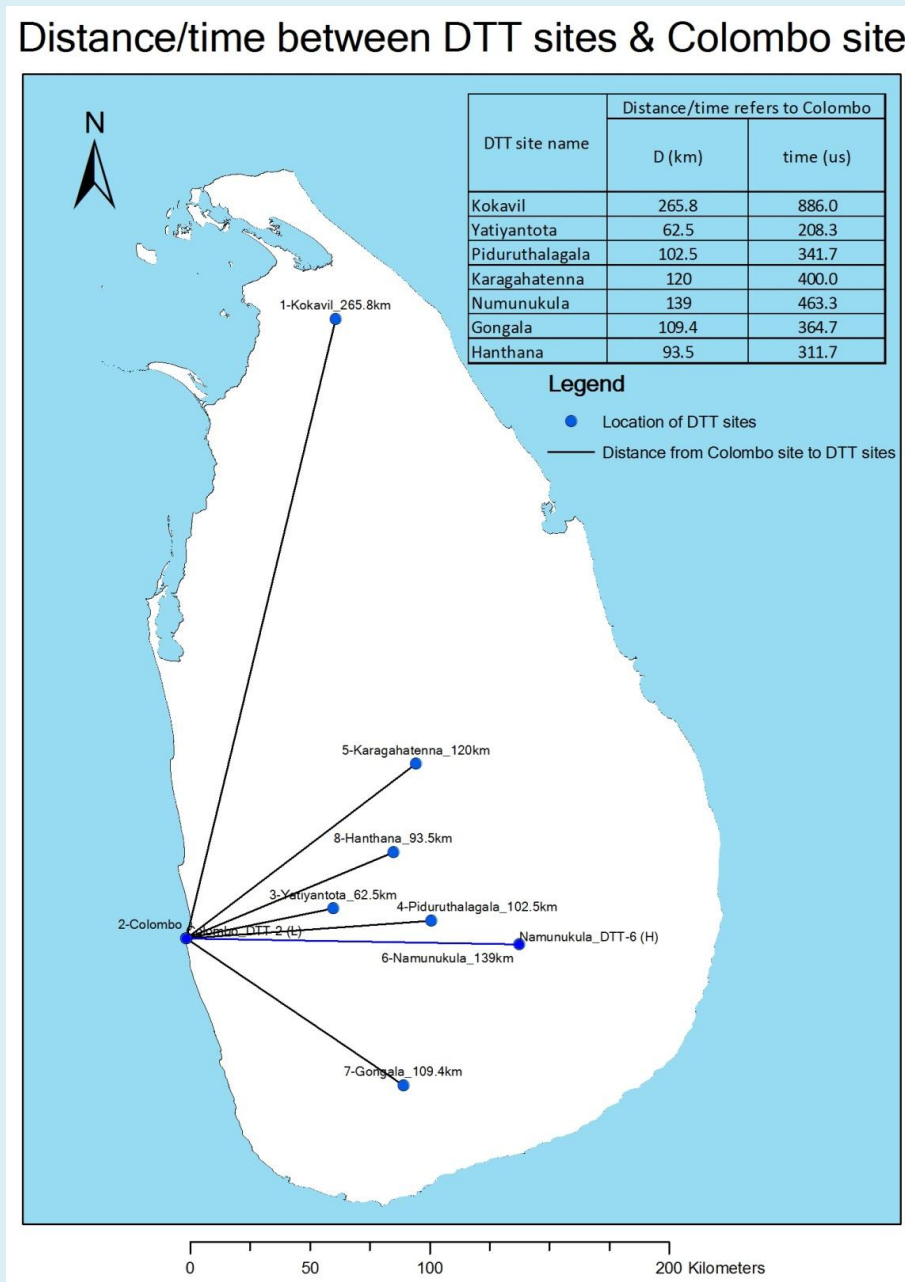 Distance/time between DTT sites & Colombo site
N
DTT site name
Distance/time refers to Colombo
D (km) time (us)
Kokavil 265.8 886.0
Yatiyantota 62.5 208.3
Piduruthalagala 102.5 341.7
Karagahatenna 120 400.0
Numunukula 139 463.3
Gongala 109.4 364.7
Hanthana 93.5 311.7
Legend
Location of DTT sites
Distance from Colombo site to DTT sites
1-Kokavil_265.8km
5-Karagahatenna_120km
8-Hanthana_93.5km
3-Yatiyantota_62.5km
4-Piduruthalagala_102.5km
2-Colombo
Colombo_DTT-2 (L)
Namunukula_DTT-6 (H)
6-Namunukula_139km
7-Gongala_109.4km
0 50 100 200 Kilometers